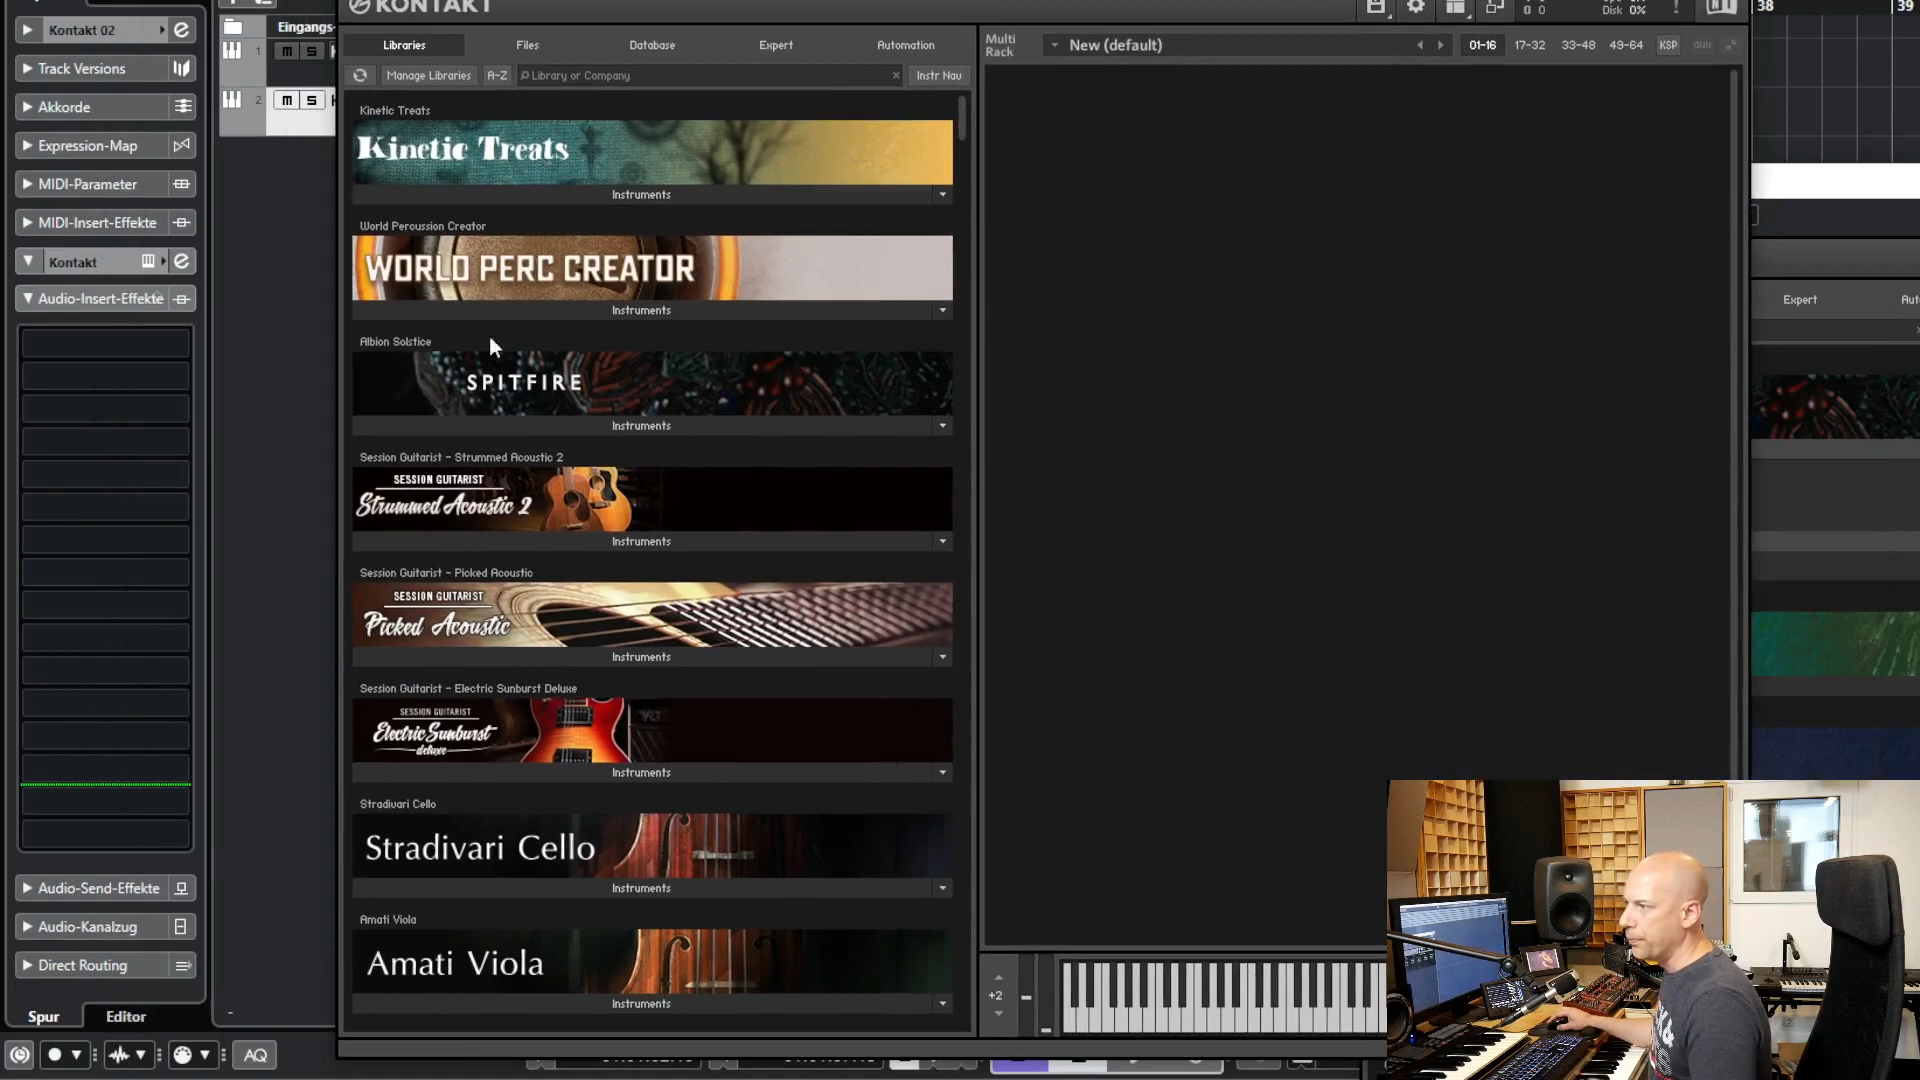 KONTAKT
Disk 0%
0 0
38
39
Kontakt 02
Track Versions
Akkorde
Expression-Map
MIDI-Parameter
MIDI-Insert-Effekte
Kontakt
Audio-Insert-Effekte
Audio-Send-Effekte
Audio-Kanalzug
Direct Routing
Spur
Editor
AQ
Eingangs-
1
m S
2
m S
Libraries
Files
Database
Expert
Automation
Manage Libraries
A-Z
Library or Company
×
Instr Nav
Kinetic Treats
Kinetic Treats
Instruments
World Percussion Creator
WORLD PERC CREATOR
Instruments
Albion Solstice
SPITFIRE
Instruments
Session Guitarist - Strummed Acoustic 2
SESSION GUITARIST
Strummed Acoustic 2
Instruments
Session Guitarist - Picked Acoustic
SESSION GUITARIST
Picked Acoustic
Instruments
Session Guitarist - Electric Sunburst Deluxe
SESSION GUITARIST
Electric Sunburst
deluxe
Instruments
Stradivari Cello
Stradivari Cello
Instruments
Amati Viola
Amati Viola
Instruments
Multi
Rack
New (default)
01-16
17-32
33-48
49-64
KSP
AUX
+2
Expert